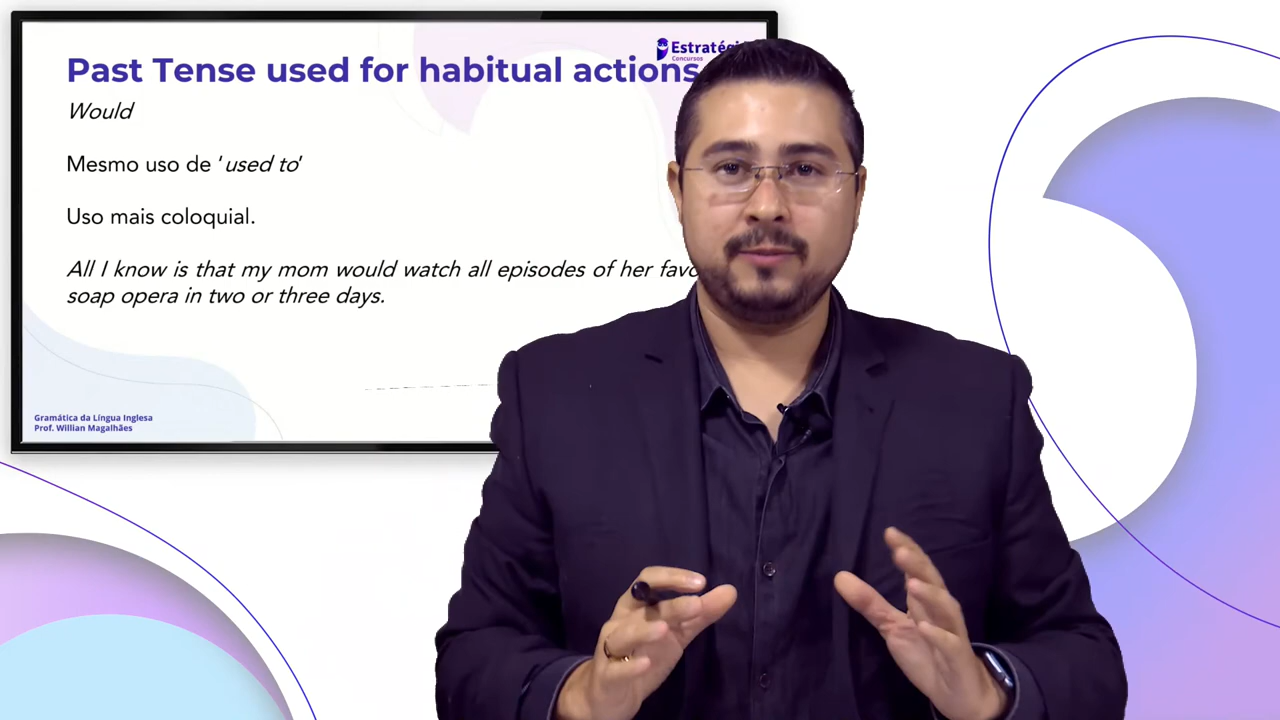 Estratégi
Concursos
Past Tense used for habitual actions
Would
Mesmo uso de 'used to'
Uso mais coloquial.
All I know is that my mom would watch all episodes of her
soap opera in two or three days.
Gramática da Língua Inglesa
Prof. Willian Magalhães